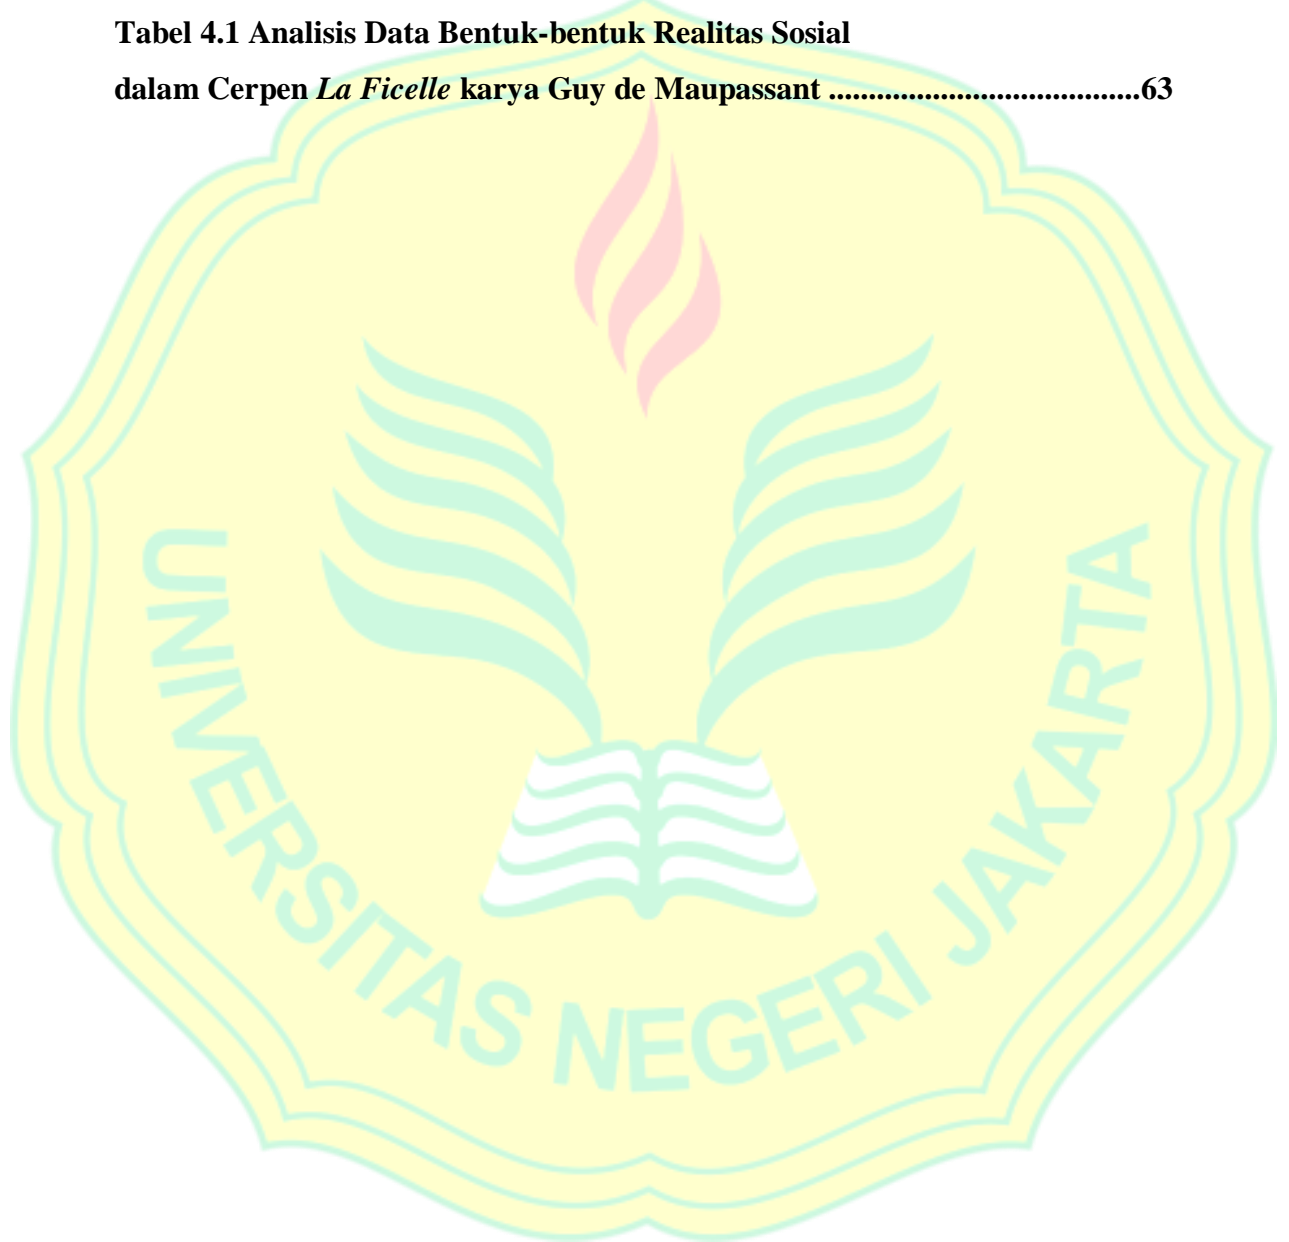 Tabel 4.1 Analisis Data Bentuk-bentuk Realitas Sosial
dalam Cerpen La Ficelle karya Guy de Maupassant .......................................63
UNIVERSITAS NEGERI JAKARTA